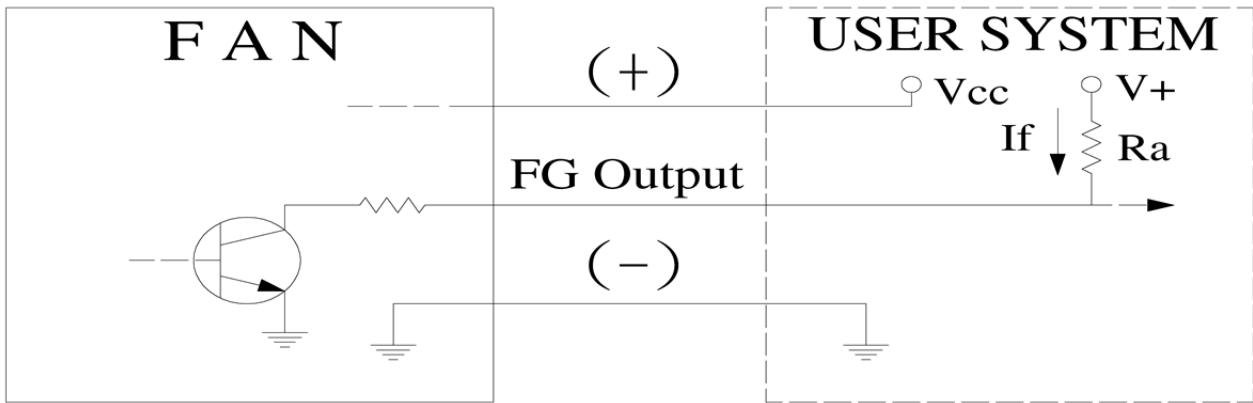 F A N
USER SYSTEM
(+)
Vcc
V+
If
Ra
FG Output
(−)